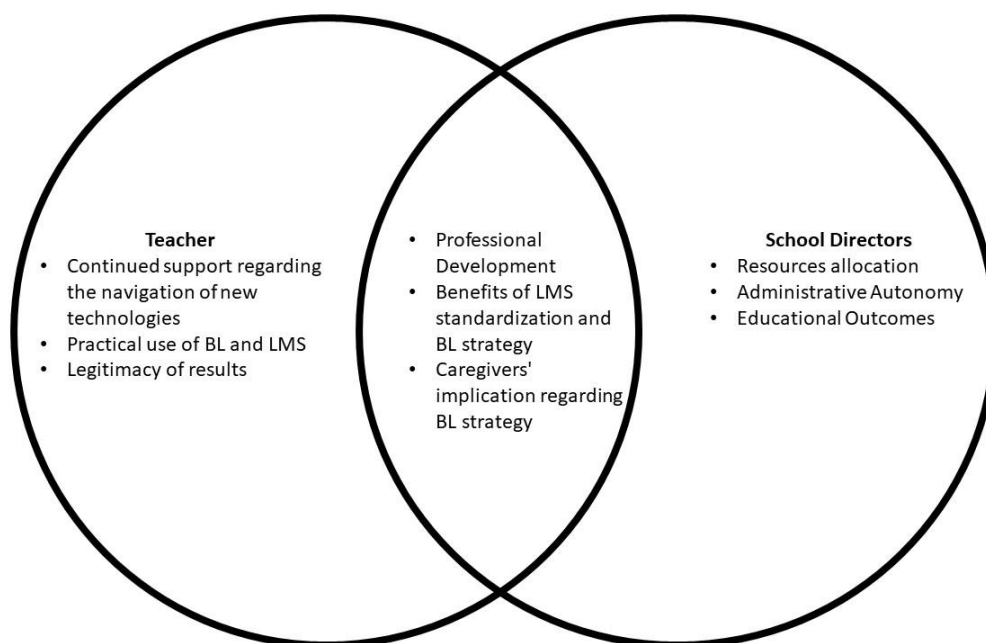 Teacher
• Continued support regarding
the navigation of new
technologies
• Practical use of BL and LMS
• Legitimacy of results
• Professional
Development
• Benefits of LMS
standardization and
BL strategy
• Caregivers'
implication regarding
BL strategy
School Directors
• Resources allocation
• Administrative Autonomy
• Educational Outcomes